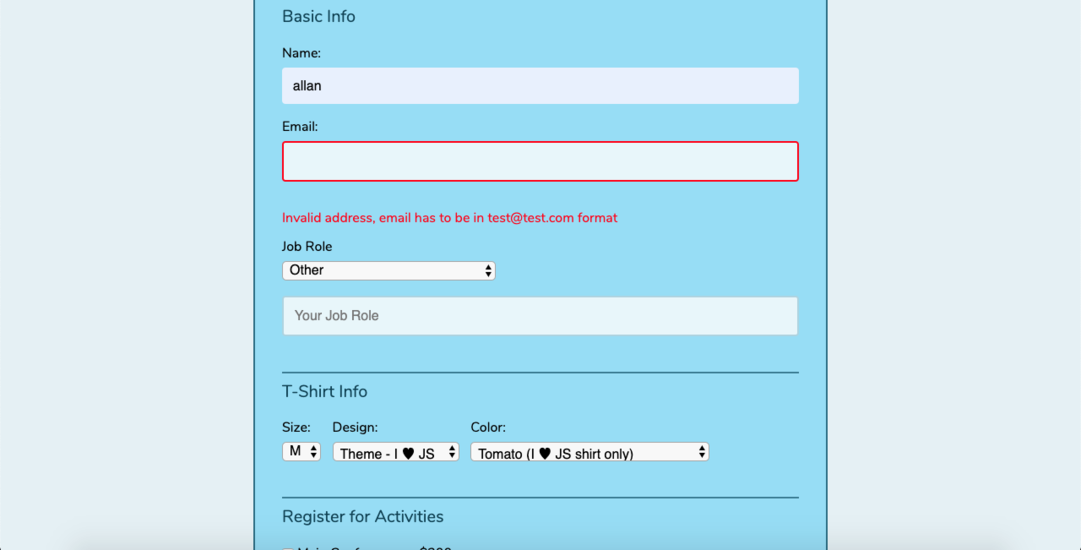 Basic Info
Name:
allan
Email:
Invalid address, email has to be in test@test.com format
Job Role
Other
Your Job Role
T-Shirt Info
Size: Design: Color:
M Theme - I ♥ JS Tomato (I ♥ JS shirt only)
Register for Activities